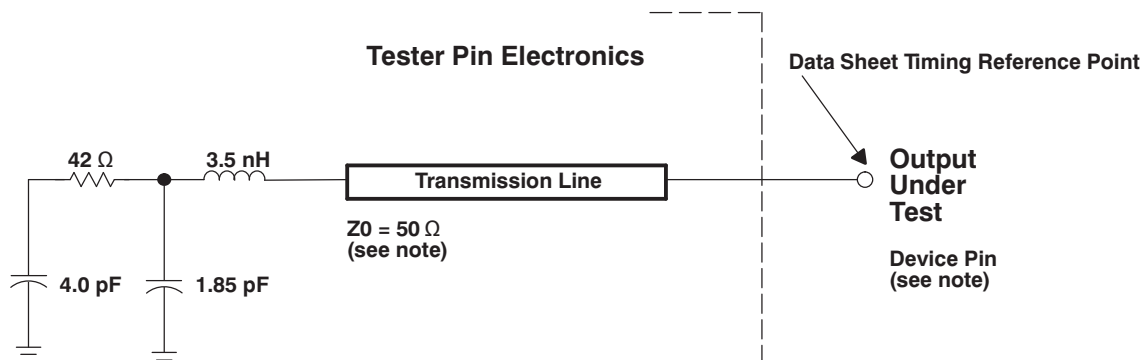 Tester Pin Electronics
Data Sheet Timing Reference Point
42 Ω
3.5 nH
Transmission Line
Output
Under
Test
Z0 = 50 Ω
(see note)
Device Pin
(see note)
4.0 pF
1.85 pF